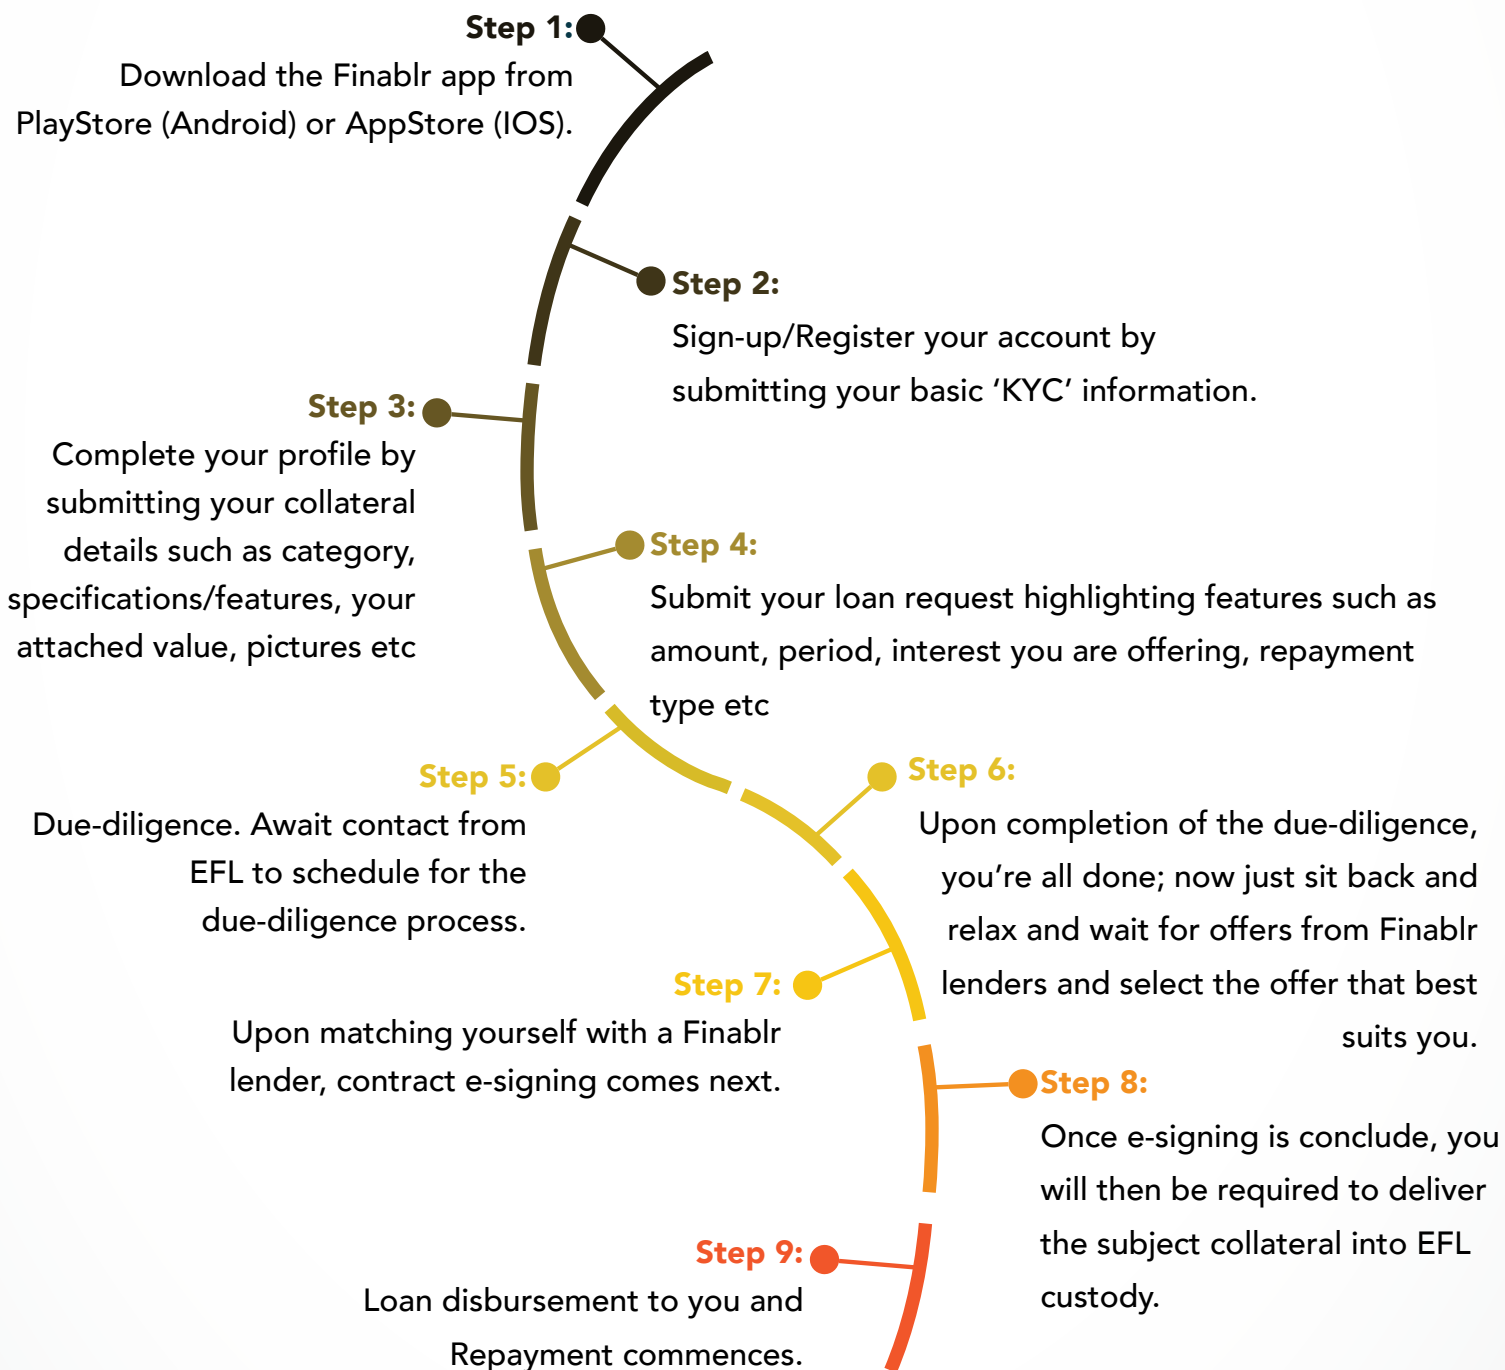 Step 1:
Download the Finablr app from
PlayStore (Android) or AppStore (IOS).
Step 2:
Sign-up/Register your account by
submitting your basic ‘KYC’ information.
Step 3:
Complete your profile by
submitting your collateral
details such as category,
specifications/features, your
attached value, pictures etc
Step 4:
Submit your loan request highlighting features such as
amount, period, interest you are offering, repayment
type etc
Step 5:
Due-diligence. Await contact from
EFL to schedule for the
due-diligence process.
Step 6:
Upon completion of the due-diligence,
you’re all done; now just sit back and
relax and wait for offers from Finablr
lenders and select the offer that best
suits you.
Step 7:
Upon matching yourself with a Finablr
lender, contract e-signing comes next.
Step 8:
Once e-signing is conclude, you
will then be required to deliver
the subject collateral into EFL
custody.
Step 9:
Loan disbursement to you and
Repayment commences.